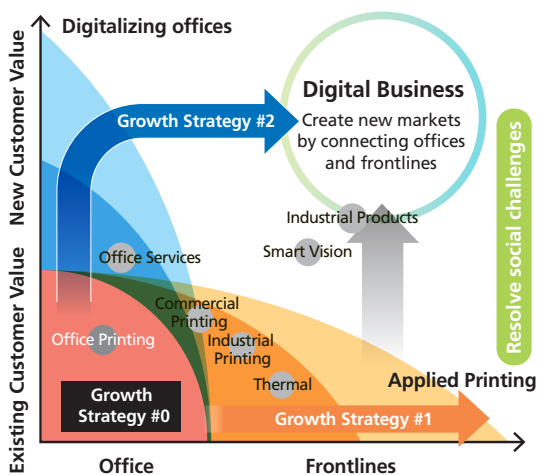 Digitalizing offices
New Customer Value
Existing Customer Value
Growth Strategy #2
Digital Business
Create new markets
by connecting offices
and frontlines
Resolve social challenges
Industrial Products
Smart Vision
Office Services
Commercial
Printing
Office Printing
Industrial
Printing
Thermal
Applied Printing
Growth
Strategy #0
Growth Strategy #1
Office
Frontlines